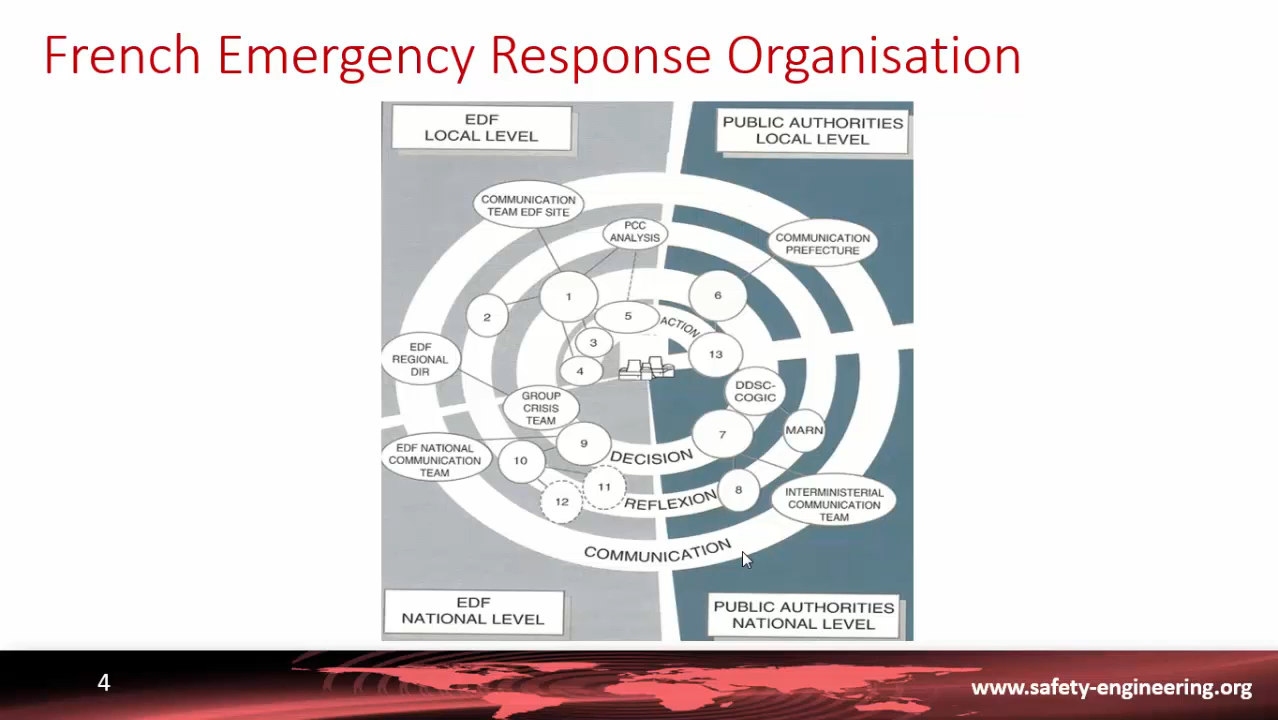 French Emergency Response Organisation
EDF
LOCAL LEVEL
PUBLIC AUTHORITIES
LOCAL LEVEL
COMMUNICATION
TEAM EDF SITE
PCC
ANALYSIS
COMMUNICATION
PREFECTURE
1
6
2
5
ACTION
3
13
4
EDF
REGIONAL
DIR
DDSC-
COGIC
GROUP
CRISIS
TEAM
MARN
7
9
EDF NATIONAL
COMMUNICATION
TEAM
10
DECISION
11
8
12
REFLEXION
INTERMINISTERIAL
COMMUNICATION
TEAM
COMMUNICATION
EDF
NATIONAL LEVEL
PUBLIC AUTHORITIES
NATIONAL LEVEL
4
www.safety-engineering.org